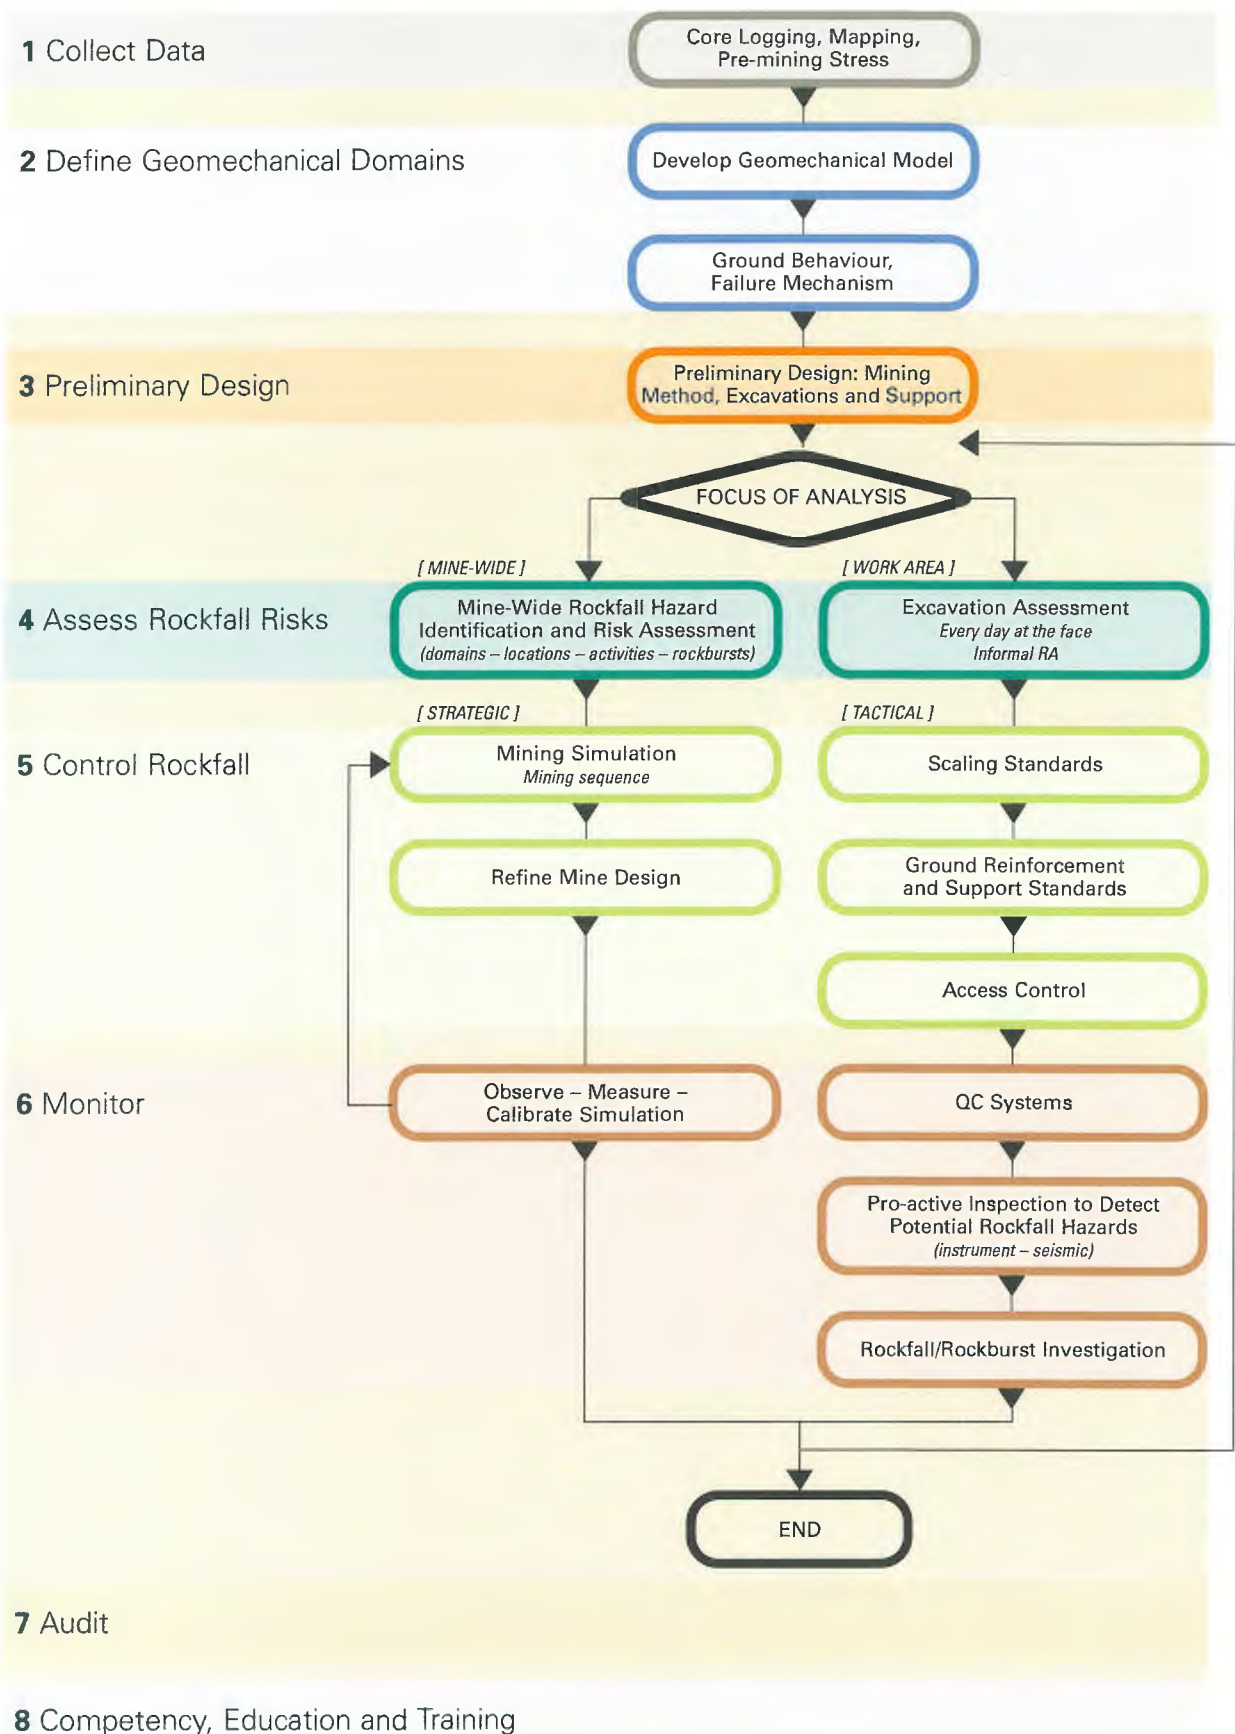 1 Collect Data
Core Logging, Mapping,
Pre-mining Stress
2 Define Geomechanical Domains
Develop Geomechanical Model
Ground Behaviour,
Failure Mechanism
3 Preliminary Design
Preliminary Design: Mining
Method, Excavations and Support
FOCUS OF ANALYSIS
[ MINE-WIDE ]
[ WORK AREA ]
4 Assess Rockfall Risks
Mine-Wide Rockfall Hazard
Identification and Risk Assessment
(domains – locations – activities – rockbursts)
Excavation Assessment
Every day at the face
Informal RA
[ STRATEGIC ]
[ TACTICAL ]
5 Control Rockfall
Mining Simulation
Mining sequence
Scaling Standards
Refine Mine Design
Ground Reinforcement
and Support Standards
Access Control
6 Monitor
Observe – Measure –
Calibrate Simulation
QC Systems
Pro-active Inspection to Detect
Potential Rockfall Hazards
(instrument – seismic)
Rockfall/Rockburst Investigation
END
7 Audit
8 Competency, Education and Training